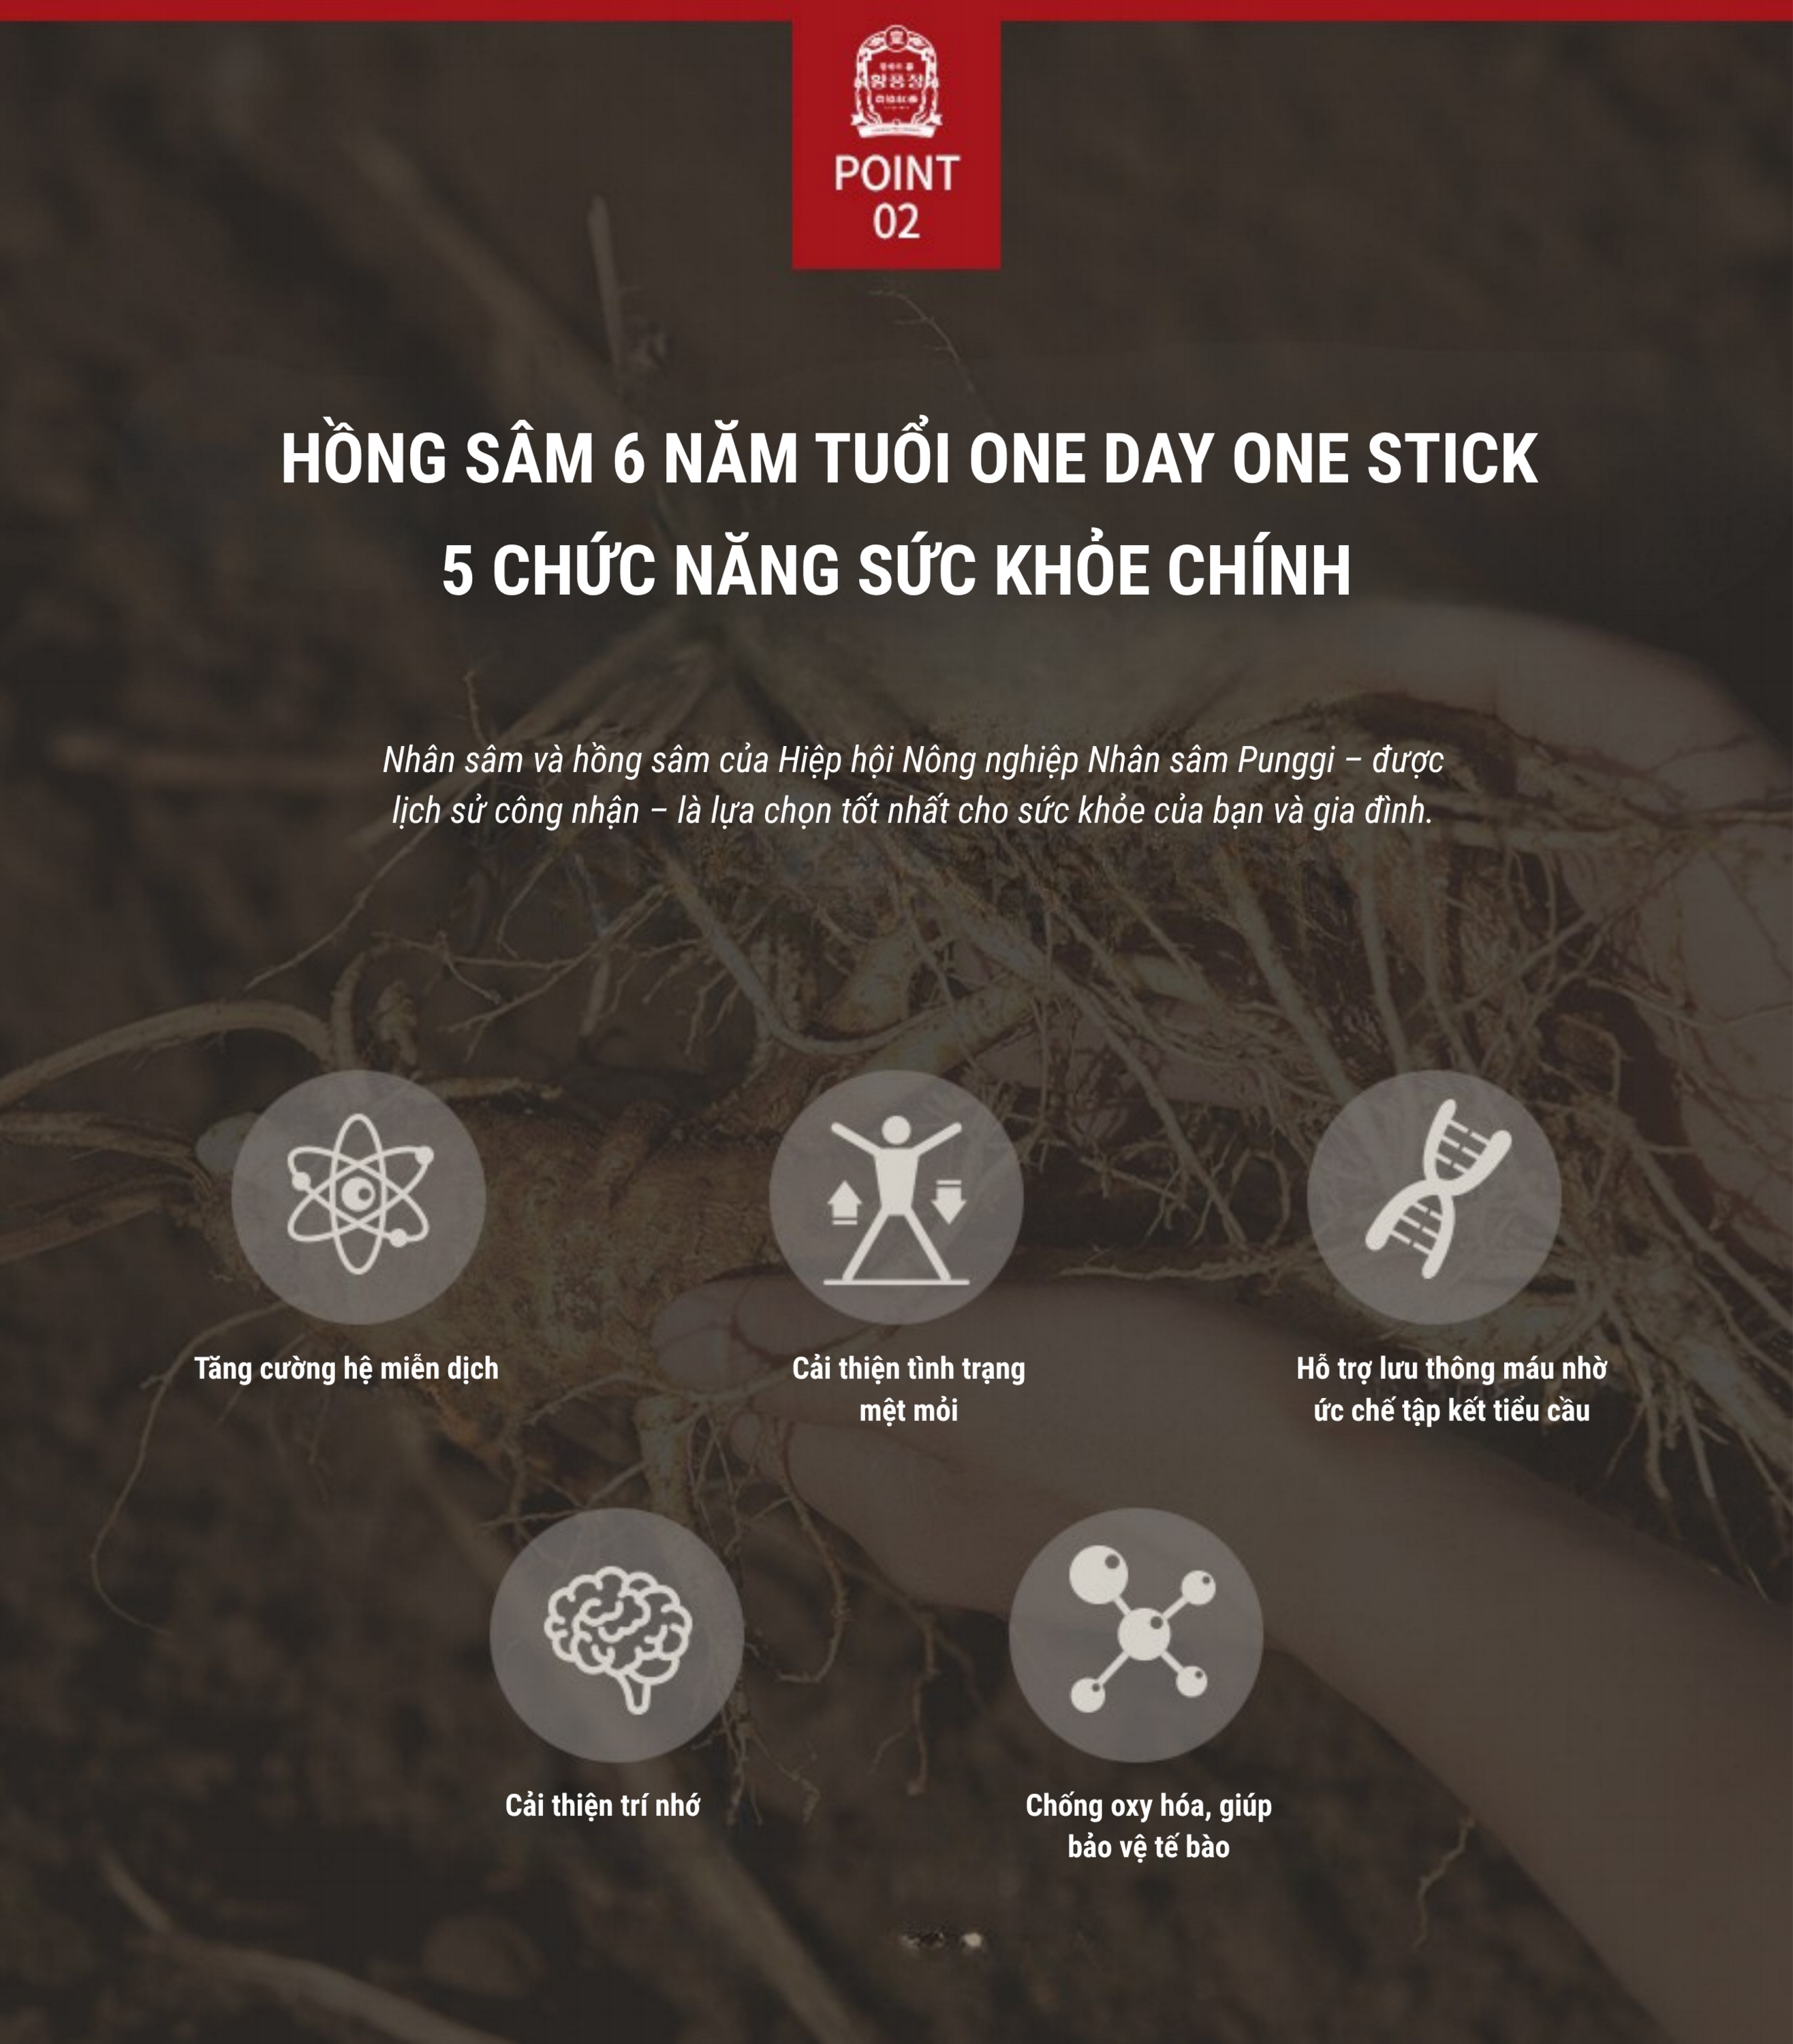 황풍정
POINT
02
HỒNG SÂM 6 NĂM TUỔI ONE DAY ONE STICK
5 CHỨC NĂNG SỨC KHỎE CHÍNH
Nhân sâm và hồng sâm của Hiệp hội Nông nghiệp Nhân sâm Punggi – được
lịch sử công nhận – là lựa chọn tốt nhất cho sức khỏe của bạn và gia đình.
Tăng cường hệ miễn dịch
Cải thiện tình trạng
mệt mỏi
Hỗ trợ lưu thông máu nhờ
ức chế tập kết tiểu cầu
Cải thiện trí nhớ
Chống oxy hóa, giúp
bảo vệ tế bào